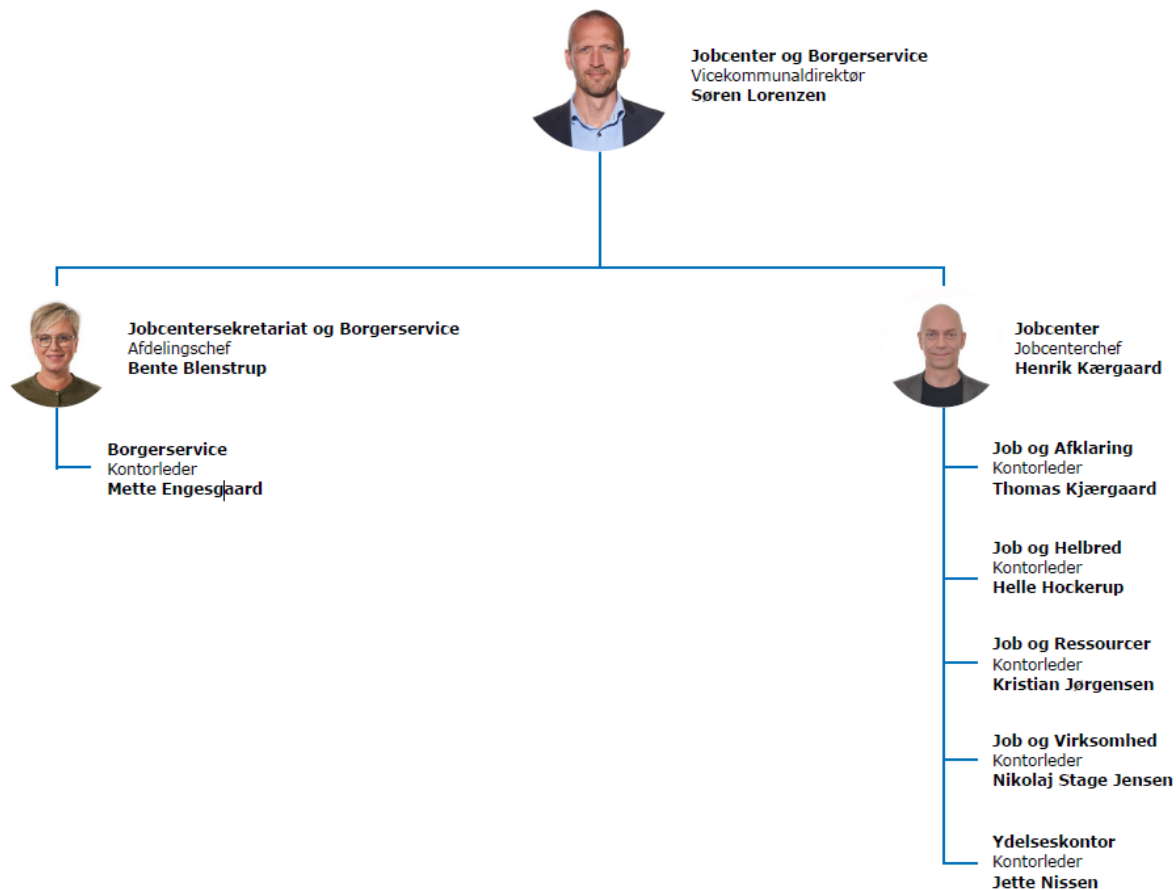 Jobcenter og Borgerservice
Vicekommunaldirektør
Søren Lorenzen
Jobcentersekretariat og Borgerservice
Afdelingschef
Bente Blenstrup
Borgerservice
Kontorleder
Mette Engesgaard
Jobcenter
Jobcenterchef
Henrik Kærgaard
Job og Afklaring
Kontorleder
Thomas Kjærgaard
Job og Helbred
Kontorleder
Helle Hockerup
Job og Ressourcer
Kontorleder
Kristian Jørgensen
Job og Virksomhed
Kontorleder
Nikolaj Stage Jensen
Ydelseskontor
Kontorleder
Jette Nissen